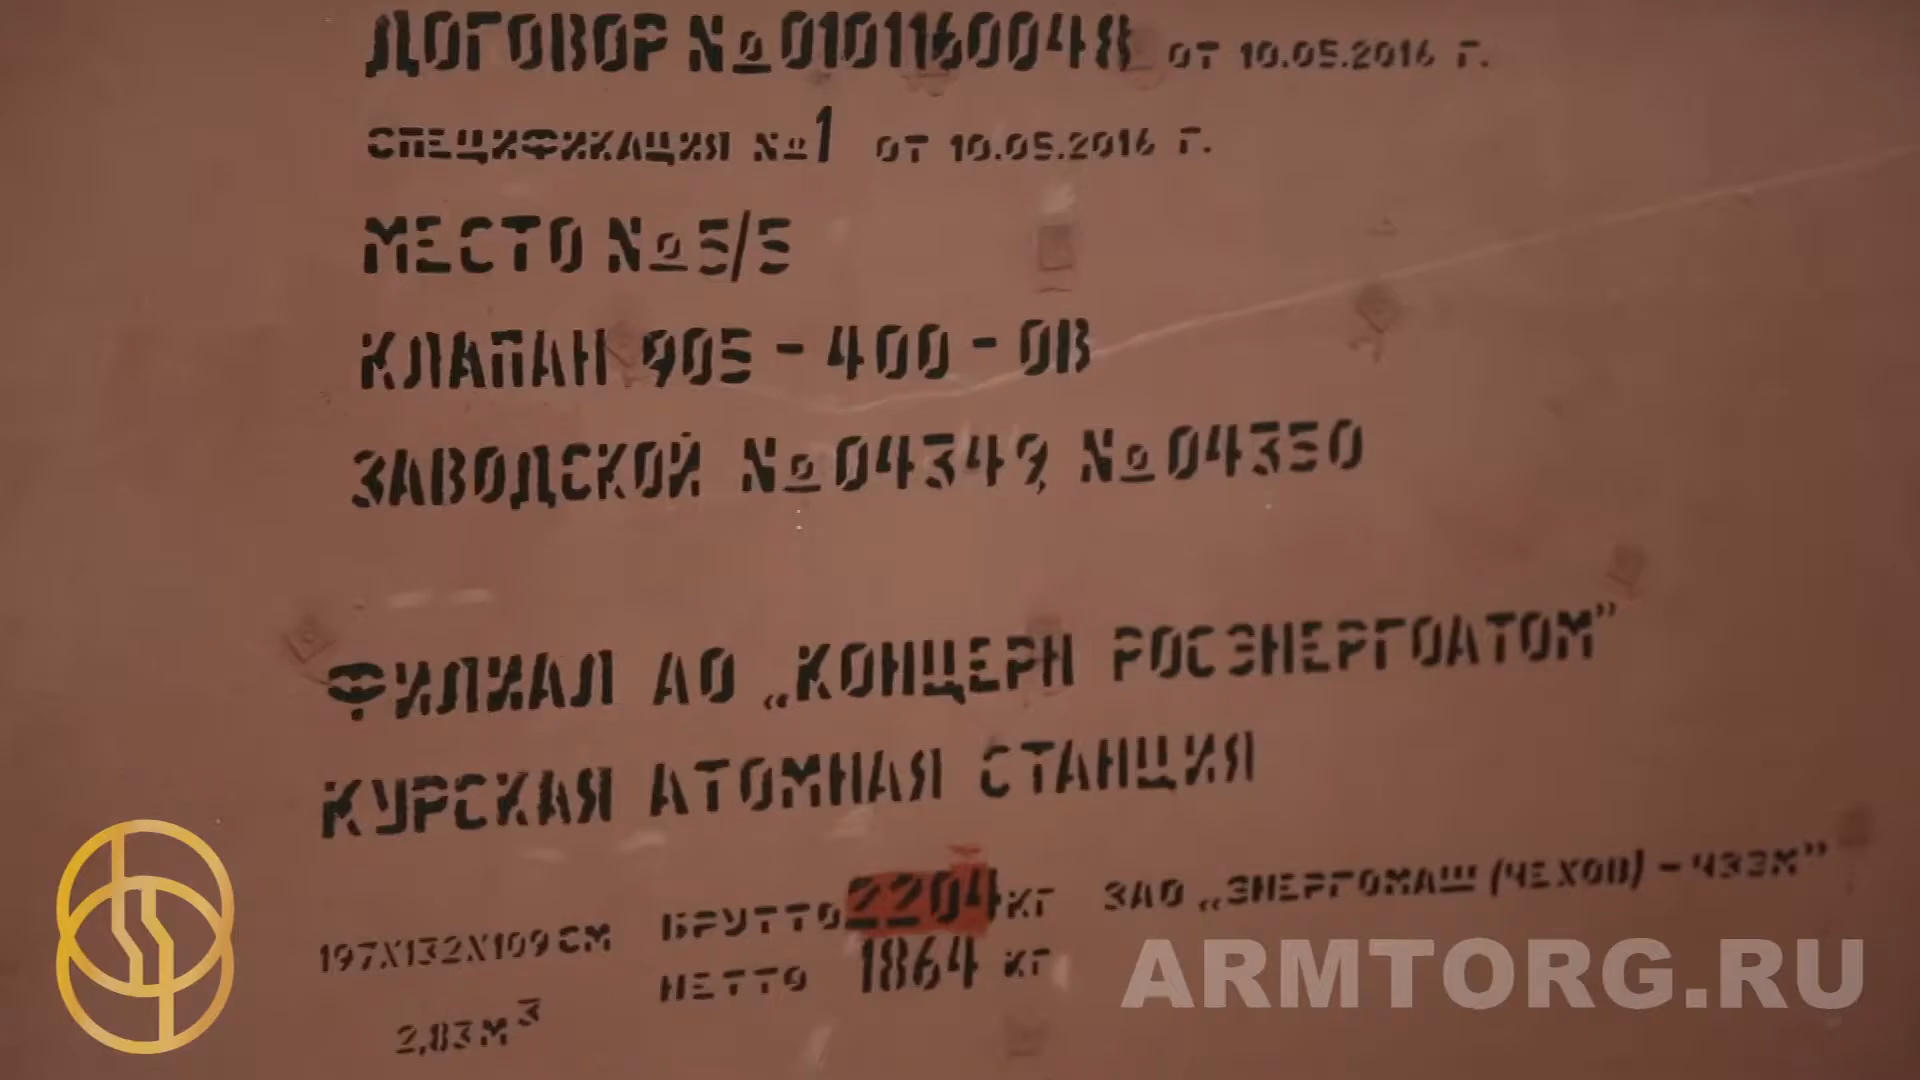 ДОГОВОР №0101160048 ОТ 10.05.2016 Г.
СПЕЦИФИКАЦИЯ №1 ОТ 10.05.2016 Г.
МЕСТО №5/5
КЛАПАН 905 - 400 - ОВ
ЗАВОДСКОЙ №04349, №04350
ФИЛИАЛ АО „КОНЦЕРН РОСЭНЕРГОАТОМ”
КУРСКАЯ АТОМНАЯ СТАНЦИЯ
197Х132Х109 СМ БРУТТО 2204 КГ ЗАО „ЭНЕРГОМАШ (ЧЕХОВ) - ЧЗЭМ”
НЕТТО 1864 КГ
2,83М³
ARMTORG.RU